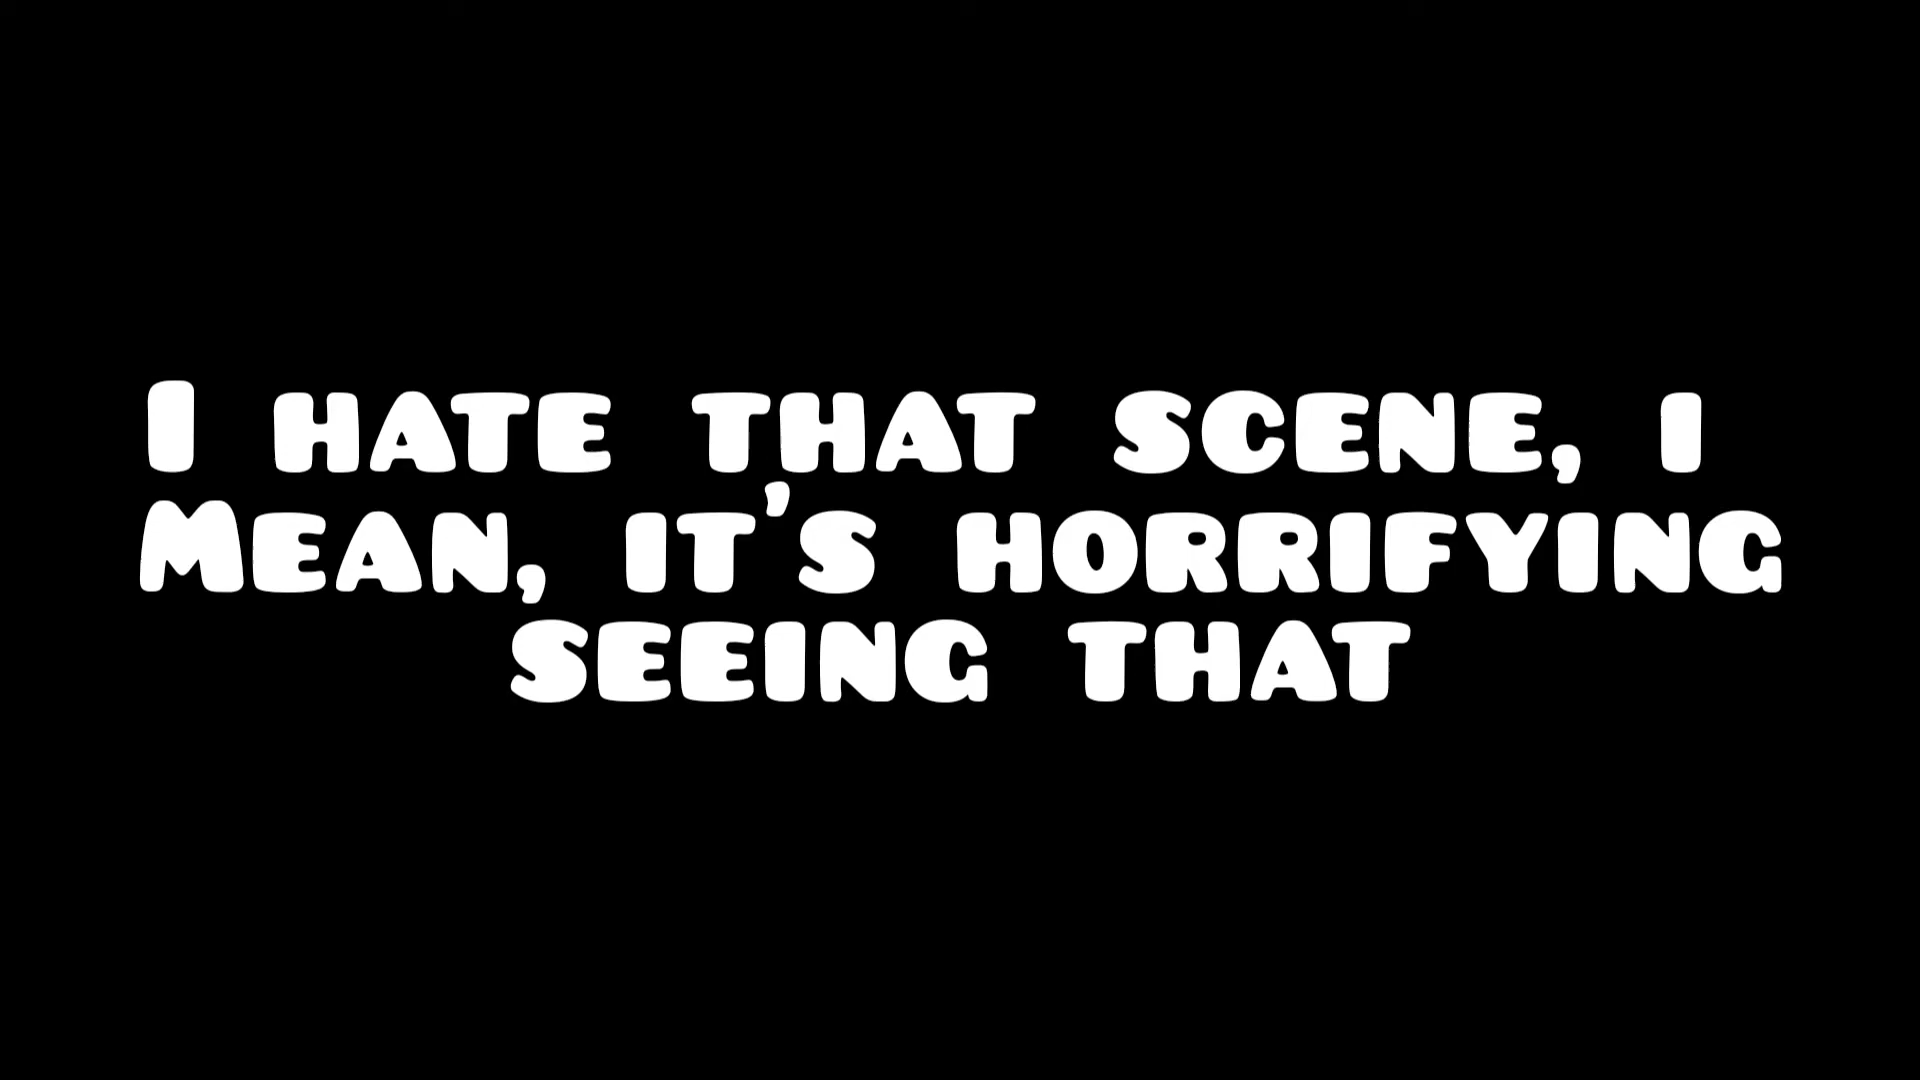 I hate that scene, i
Mean, it's horrifying
seeing that